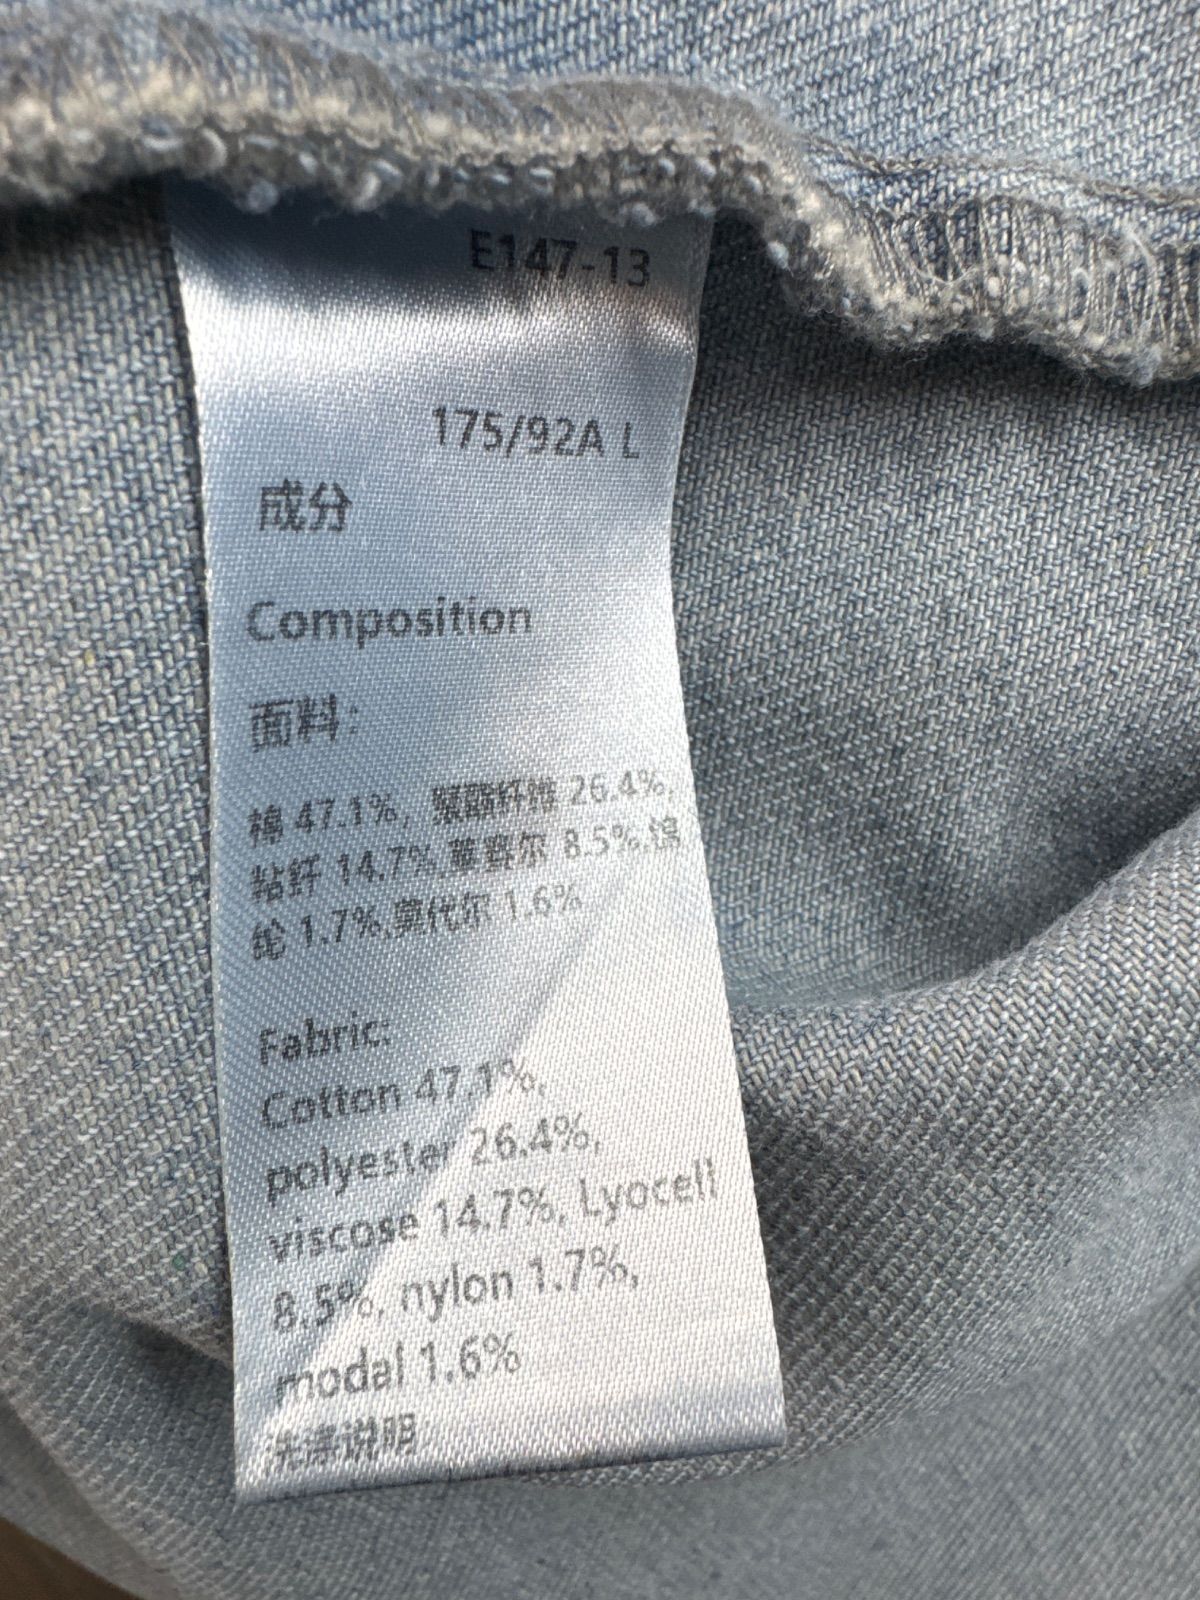 E147-13
175/92A L
成分
Composition
面料:
棉 47.1%, 聚酯纤维 26.4%,
粘纤 14.7%,莱赛尔 8.5%,锦
纶 1.7%,莫代尔 1.6%
Fabric:
Cotton 47.1%,
polyester 26.4%,
viscose 14.7%, Lyocell
8.5%, nylon 1.7%,
modal 1.6%
洗涤说明